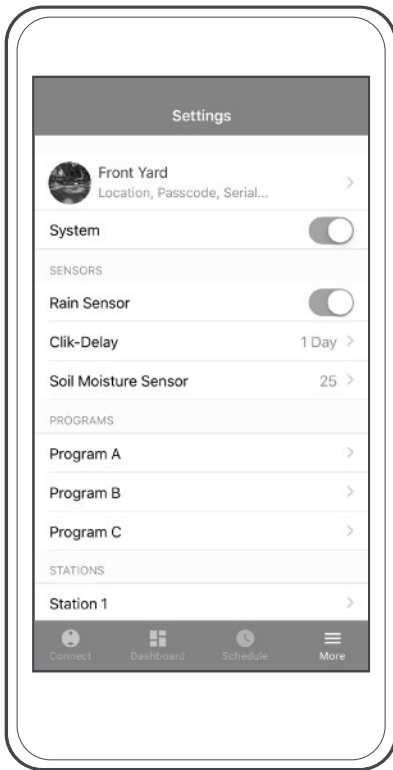 Settings
Front Yard
Location, Passcode, Serial...
System
SENSORS
Rain Sensor
Clik-Delay 1 Day
Soil Moisture Sensor 25
PROGRAMS
Program A
Program B
Program C
STATIONS
Station 1
Connect Dashboard Schedule More